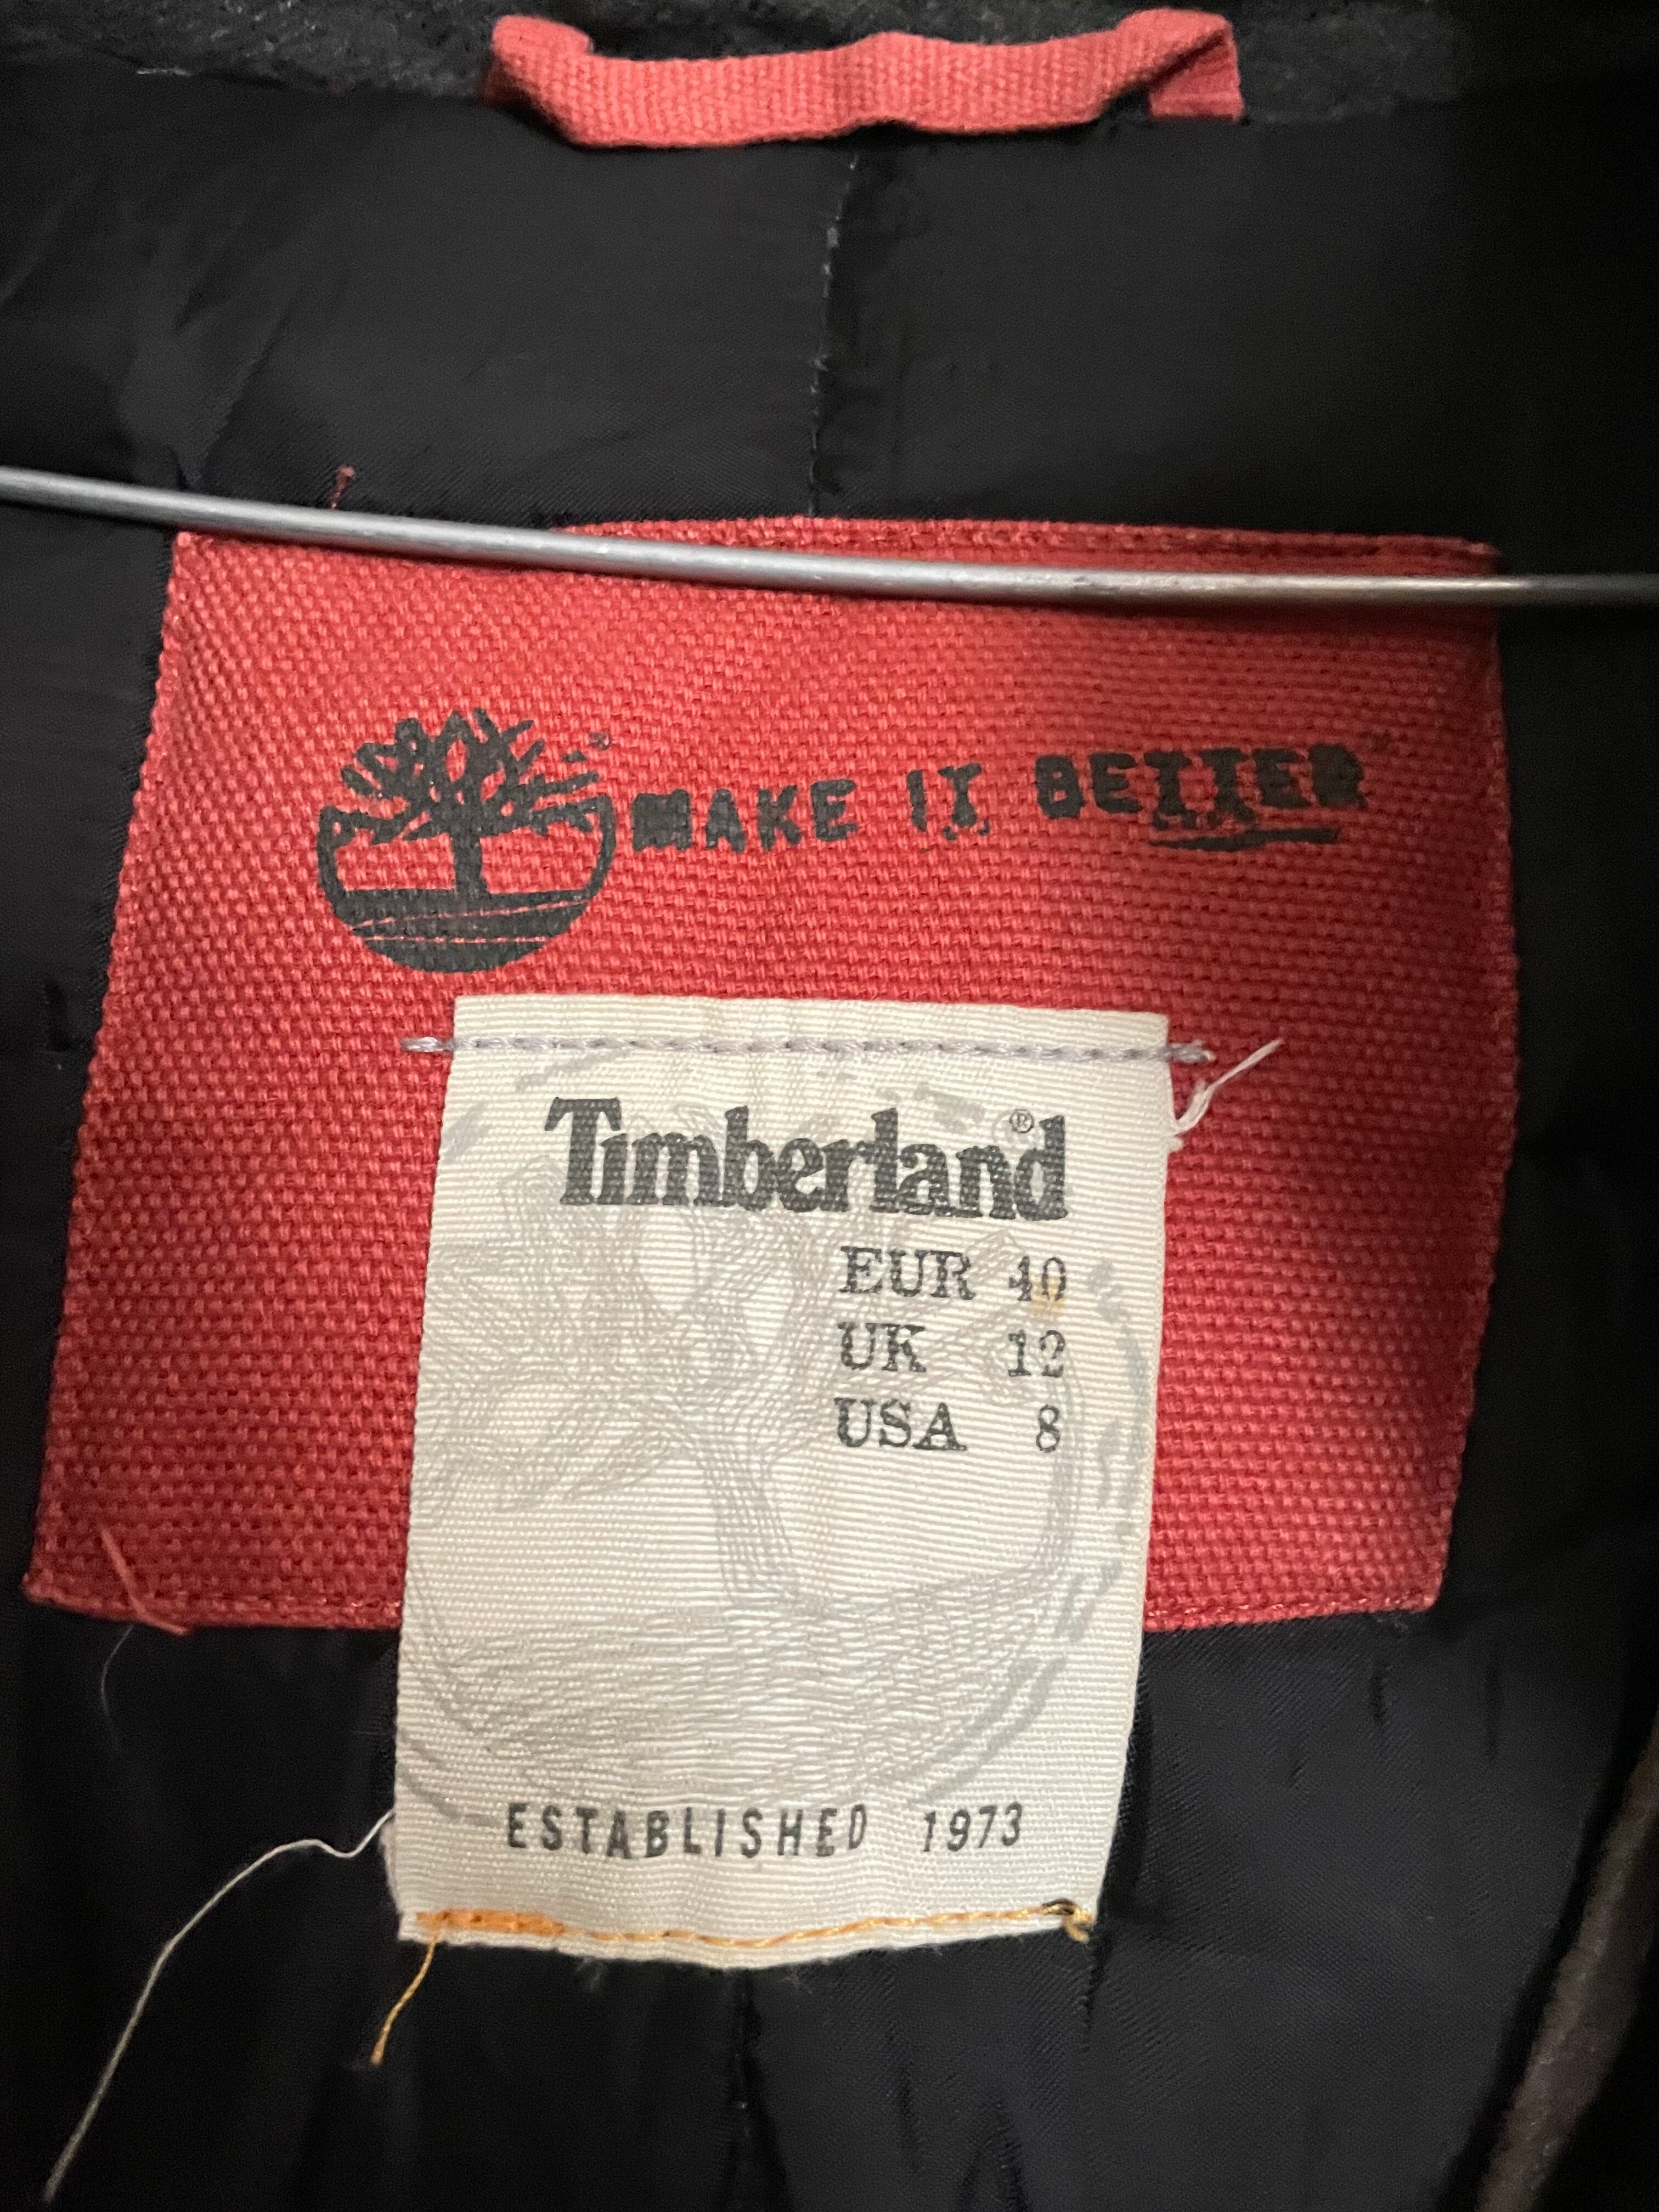 MAKE IT BETTER
Timberland®
EUR 40
UK 12
USA 8
ESTABLISHED 1973